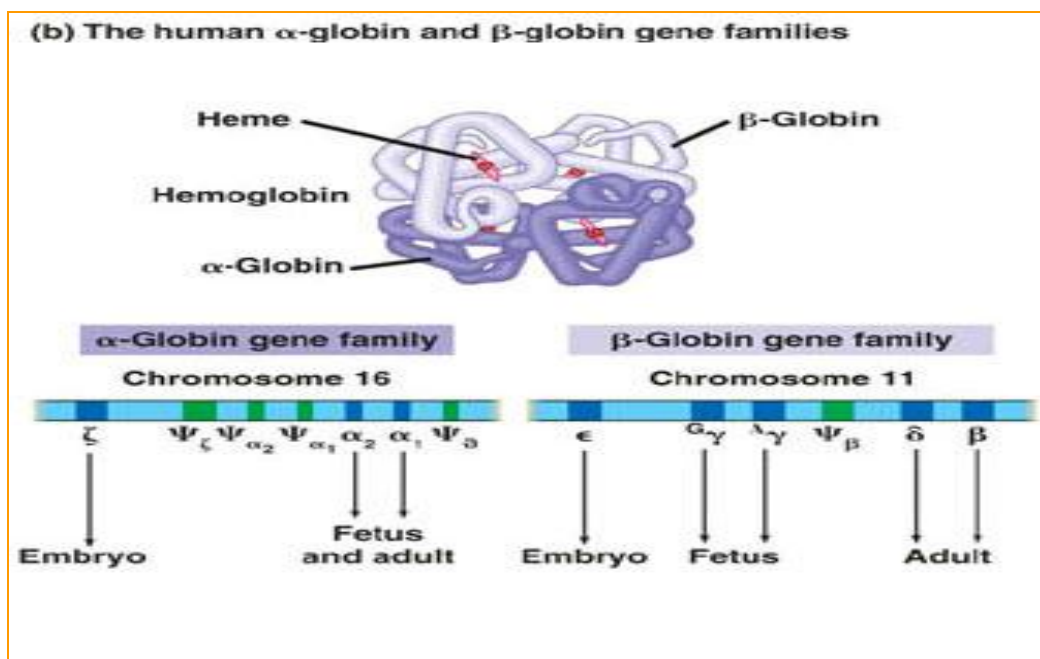 (b) The human α-globin and β-globin gene families
Heme
β-Globin
Hemoglobin
α-Globin
α-Globin gene family
Chromosome 16
ζ Ψζ Ψα2 Ψα1 α2 α1 Ψθ
Embryo
Fetus
and adult
β-Globin gene family
Chromosome 11
ϵ Gγ Aγ Ψβ δ β
Embryo
Fetus
Adult